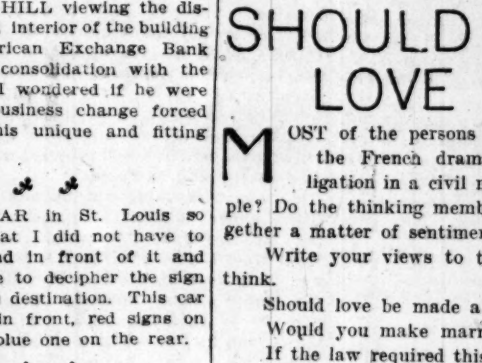 HILL viewing the dis-
interior of the building
rican Exchange Bank
consolidation with the
I wondered if he were
usiness change forced
his unique and fitting
AR in St. Louis so
at I did not have to
nd in front of it and
e to decipher the sign
destination. This car
in front, red signs on
blue one on the rear.
SHOULD
LOVE
MOST of the persons
the French dram
ligation in a civil
ple? Do the thinking memb
gether a matter of sentimen
Write your views to t
think.
Should love be made a
Would you make marr
If the law required this